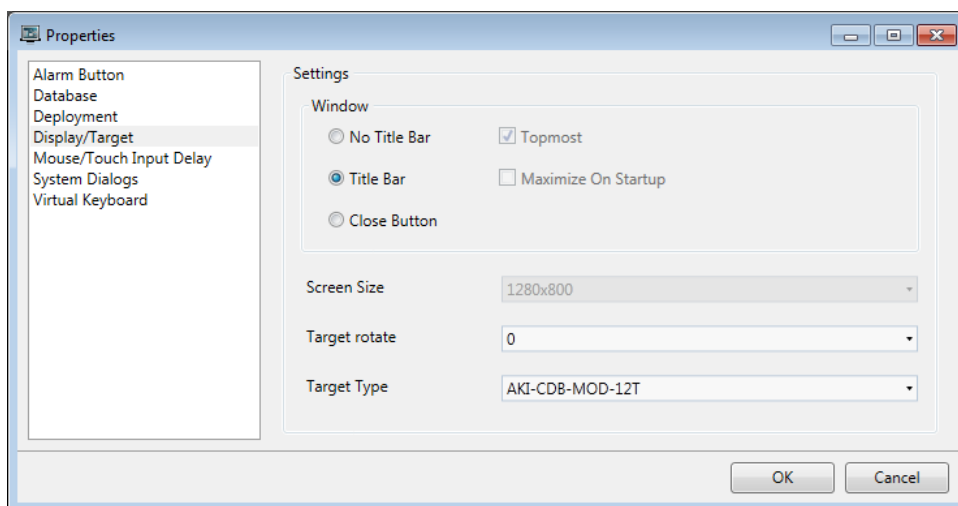 Properties
Alarm Button
Database
Deployment
Display/Target
Mouse/Touch Input Delay
System Dialogs
Virtual Keyboard
Settings
Window
No Title Bar
Topmost
Title Bar
Maximize On Startup
Close Button
Screen Size
1280x800
Target rotate
0
Target Type
AKI-CDB-MOD-12T
OK
Cancel